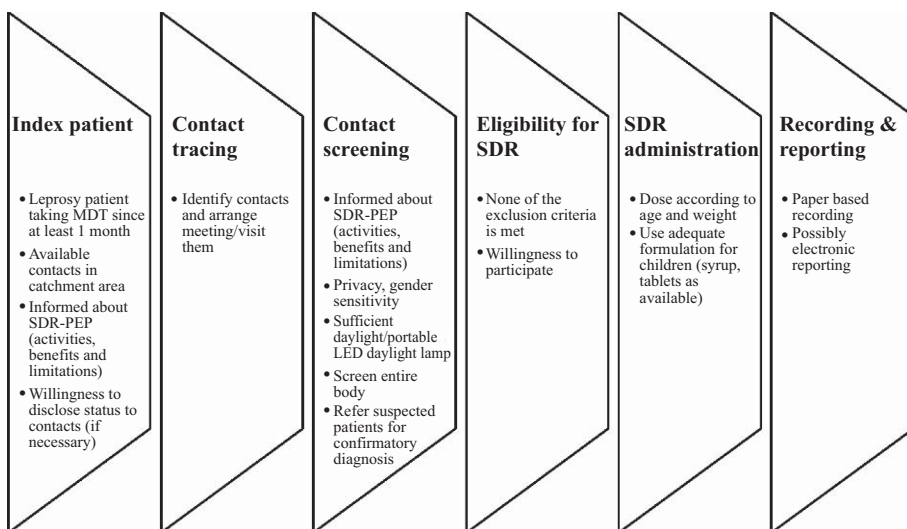 Index patient
• Leprosy patient
taking MDT since
at least 1 month
• Available
contacts in
catchment area
• Informed about
SDR-PEP
(activities,
benefits and
limitations)
• Willingness to
disclose status to
contacts (if
necessary)
Contact
tracing
• Identify contacts
and arrange
meeting/visit
them
Contact
screening
• Informed about
SDR-PEP
(activities,
benefits and
limitations)
• Privacy, gender
sensitivity
• Sufficient
daylight/portable
LED daylight lamp
• Screen entire
body
• Refer suspected
patients for
confirmatory
diagnosis
Eligibility for
SDR
• None of the
exclusion criteria
is met
• Willingness to
participate
SDR
administration
• Dose according to
age and weight
• Use adequate
formulation for
children (syrup,
tablets as
available)
Recording &
reporting
• Paper based
recording
• Possibly
electronic
reporting